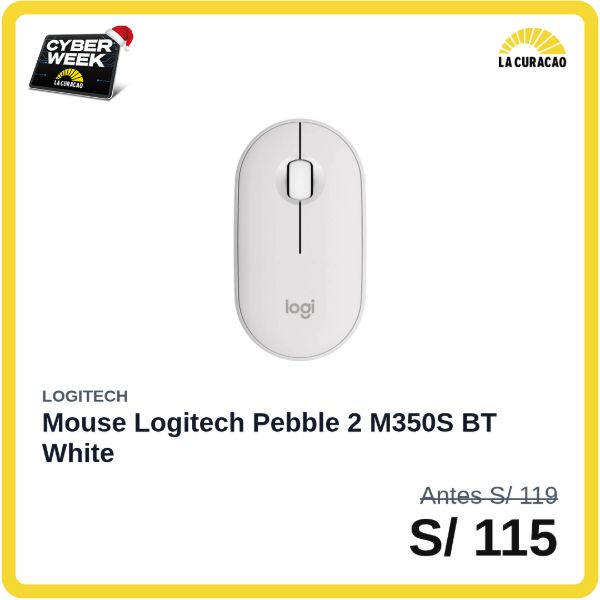 CYBER
WEEK
LA CURACAO
LA CURACAO
logi
LOGITECH
Mouse Logitech Pebble 2 M350S BT
White
Antes S/ 119
S/ 115